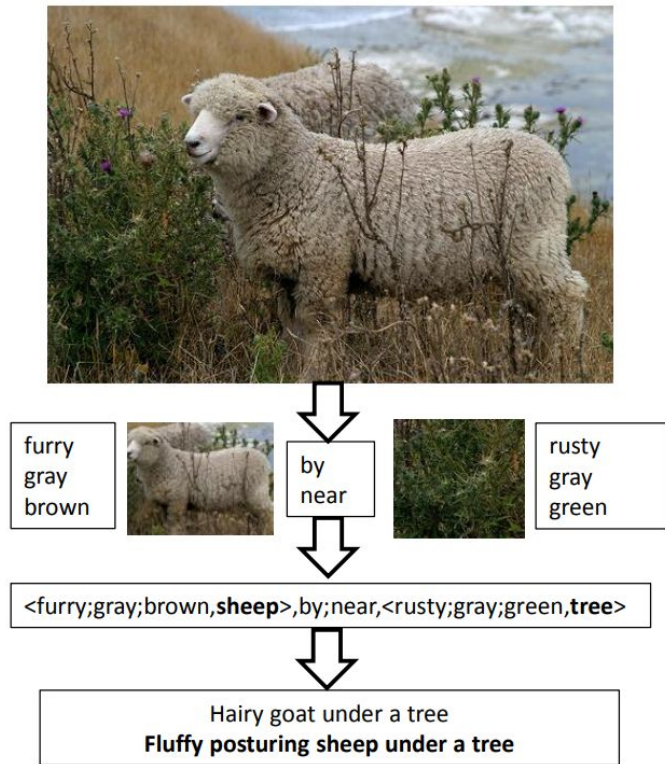 furry
gray
brown
by
near
rusty
gray
green
<furry;gray;brown,sheep>,by;near,<rusty;gray;green,tree>
Hairy goat under a tree
Fluffy posturing sheep under a tree